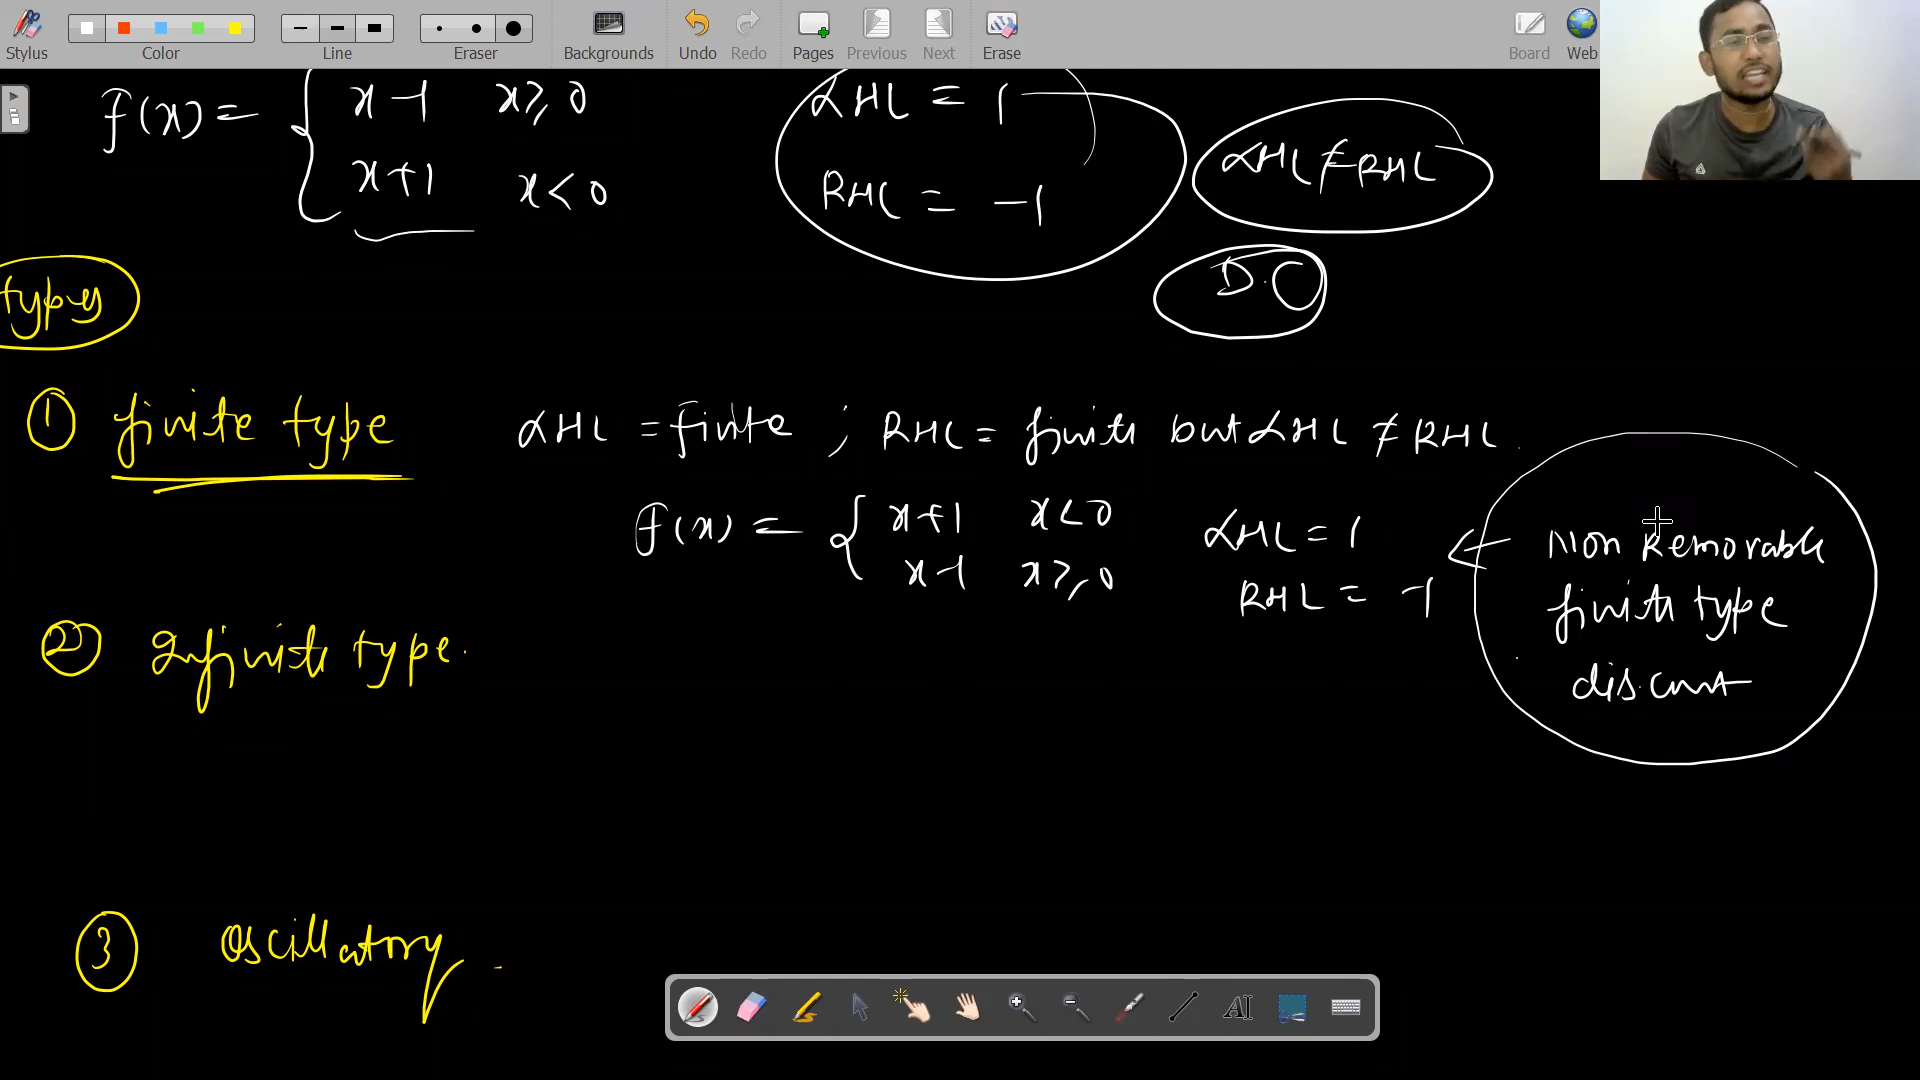 Stylus Color Line Eraser Backgrounds Undo Redo Pages Previous Next Erase Board Web
f(x) = { x-1 x≥0
x+1 x<0
LHL = 1
RHL = -1
LHL ≠ RHL
D.C
types
① finite type
LHL = finite ; RHL = finite but LHL ≠ RHL.
f(x) = { x+1 x<0
x-1 x≥0
LHL = 1
RHL = -1
Non Removable
finite type
discont
② Infinite type.
③ Oscillatory
AI